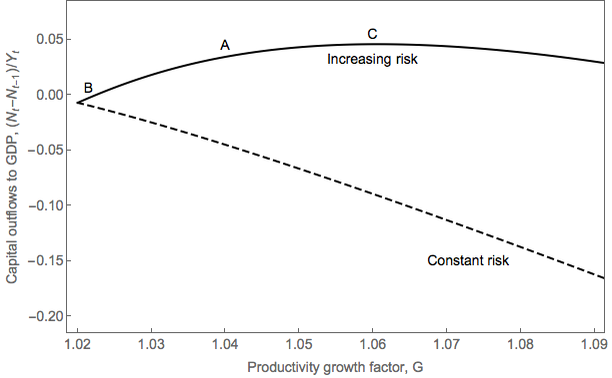 Capital outflows to GDP, (Nt−Nt−1)/Yt
0.05
0.00
−0.05
−0.10
−0.15
−0.20
A
B
C
Increasing risk
Constant risk
1.02 1.03 1.04 1.05 1.06 1.07 1.08 1.09
Productivity growth factor, G